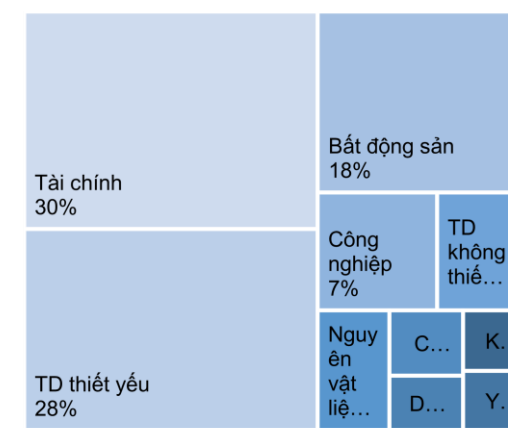 Tài chính
30%
TD thiết yếu
28%
Bất động sản
18%
Công
nghiệp
7%
TD
không
thiế…
Nguy
ên
vật
liệ…
C…
K.
D…
Y.